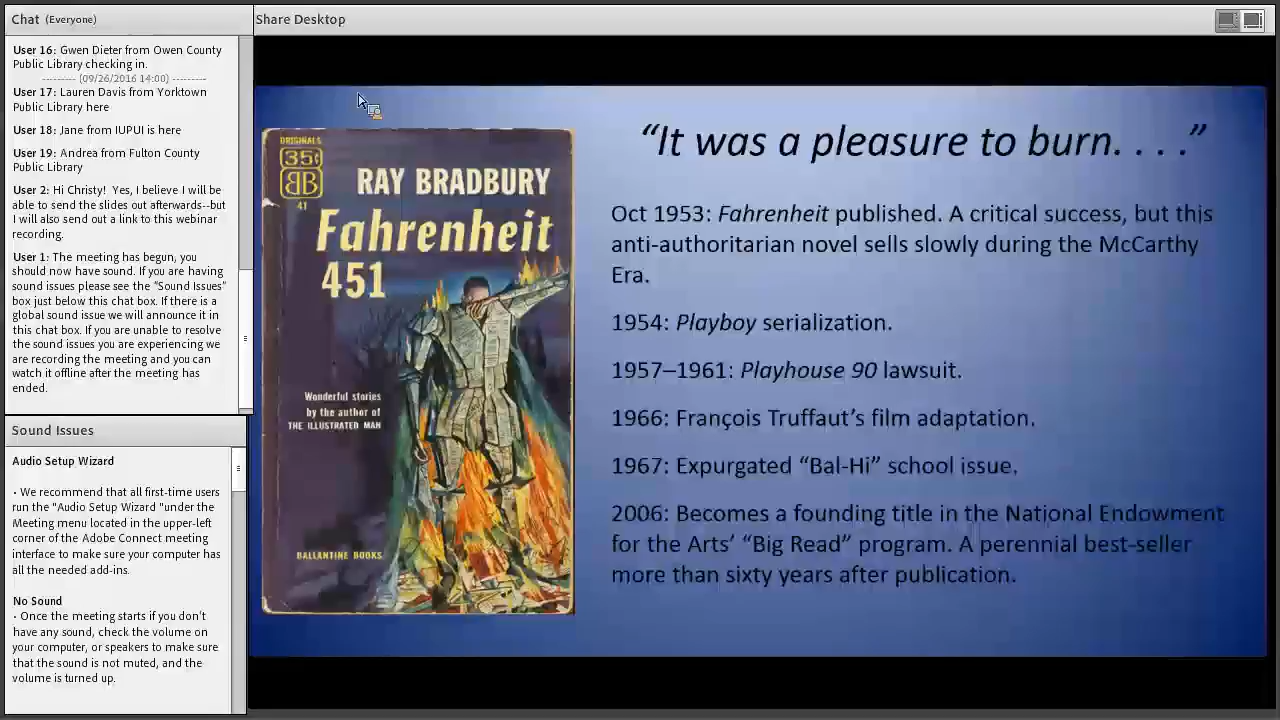 Chat (Everyone)
User 16: Gwen Dieter from Owen County
Public Library checking in.
--------- (09/26/2016 14:00) ---------
User 17: Lauren Davis from Yorktown
Public Library here
User 18: Jane from IUPUI is here
User 19: Andrea from Fulton County
Public Library
User 2: Hi Christy!  Yes, I believe I will be
able to send the slides out afterwards--but
I will also send out a link to this webinar
recording.
User 1: The meeting has begun, you
should now have sound. If you are having
sound issues please see the "Sound Issues"
box just below this chat box. If there is a
global sound issue we will announce it in
this chat box. If you are unable to resolve
the sound issues you are experiencing we
are recording the meeting and you can
watch it offline after the meeting has
ended.
Sound Issues
Audio Setup Wizard
• We recommend that all first-time users
run the "Audio Setup Wizard "under the
Meeting menu located in the upper-left
corner of the Adobe Connect meeting
interface to make sure your computer has
all the needed add-ins.
No Sound
• Once the meeting starts if you don't
have any sound, check the volume on
your computer, or speakers to make sure
that the sound is not muted, and the
volume is turned up.
Share Desktop
ORIGINALS
35¢
BB
41
RAY BRADBURY
Fahrenheit
451
Wonderful stories
by the author of
THE ILLUSTRATED MAN
BALLANTINE BOOKS
“It was a pleasure to burn. . . .”
Oct 1953: Fahrenheit published. A critical success, but this
anti-authoritarian novel sells slowly during the McCarthy
Era.
1954: Playboy serialization.
1957–1961: Playhouse 90 lawsuit.
1966: François Truffaut’s film adaptation.
1967: Expurgated “Bal-Hi” school issue.
2006: Becomes a founding title in the National Endowment
for the Arts’ “Big Read” program. A perennial best-seller
more than sixty years after publication.